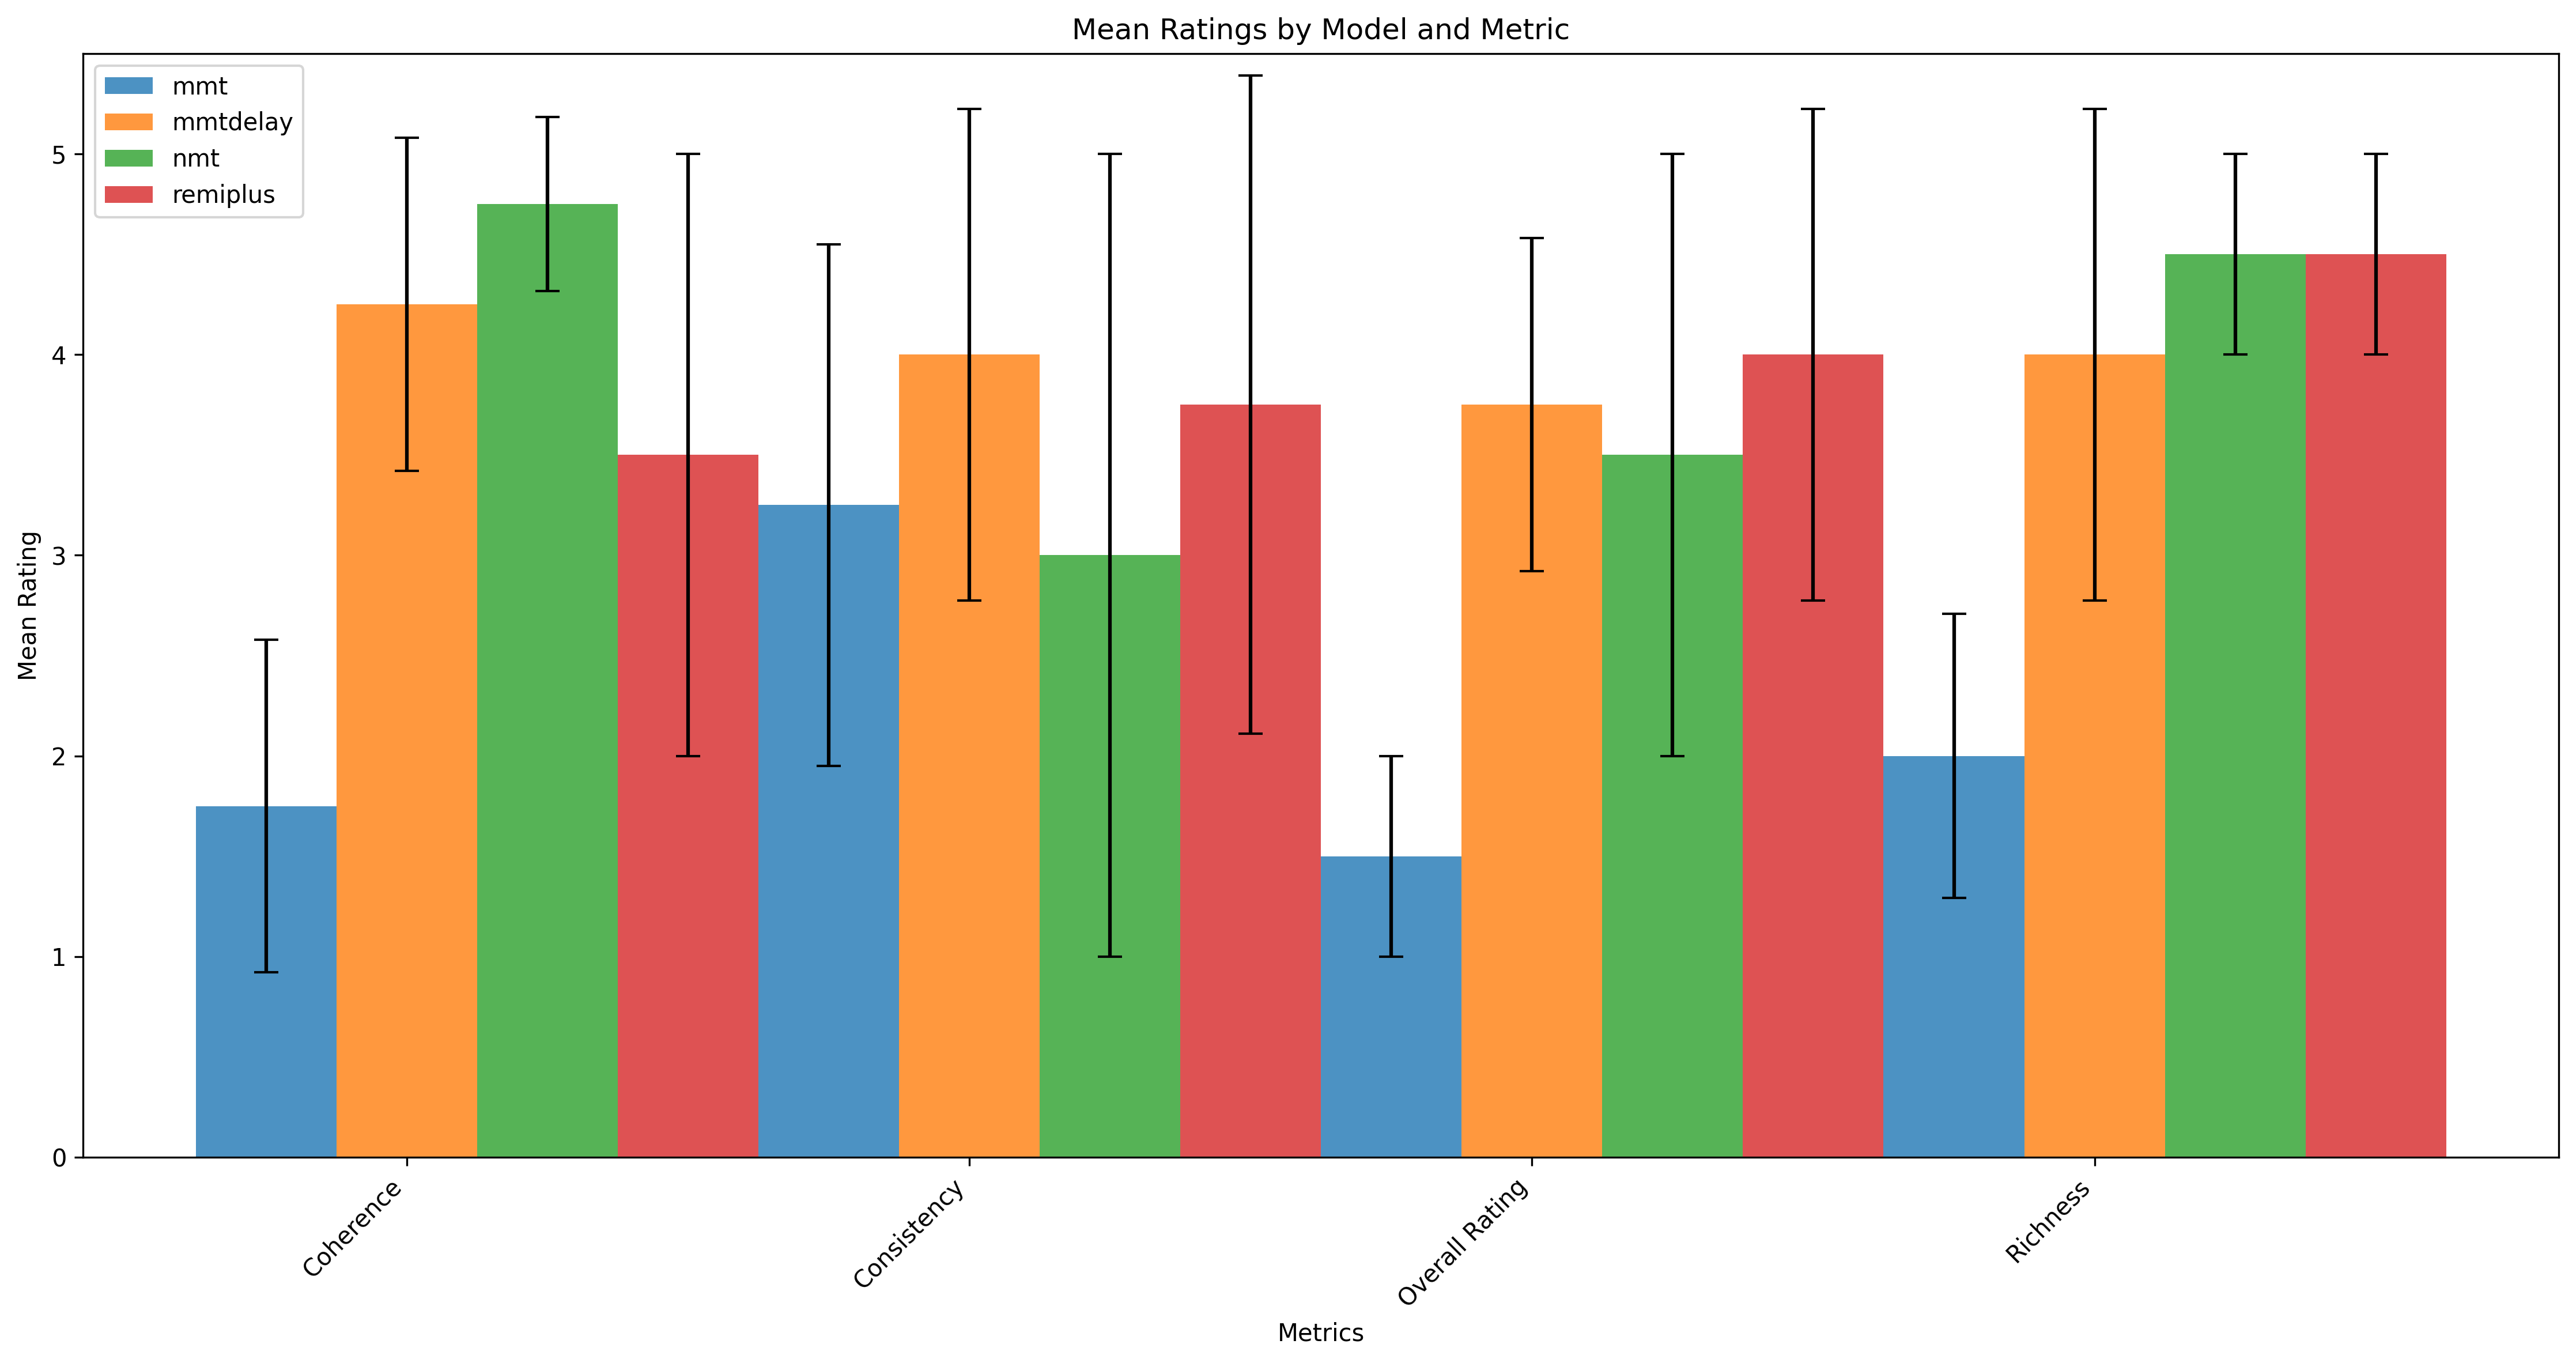 Mean Ratings by Model and Metric
mmt
mmtdelay
nmt
remiplus
Mean Rating
5
4
3
2
1
0
Coherence
Consistency
Overall Rating
Richness
Metrics